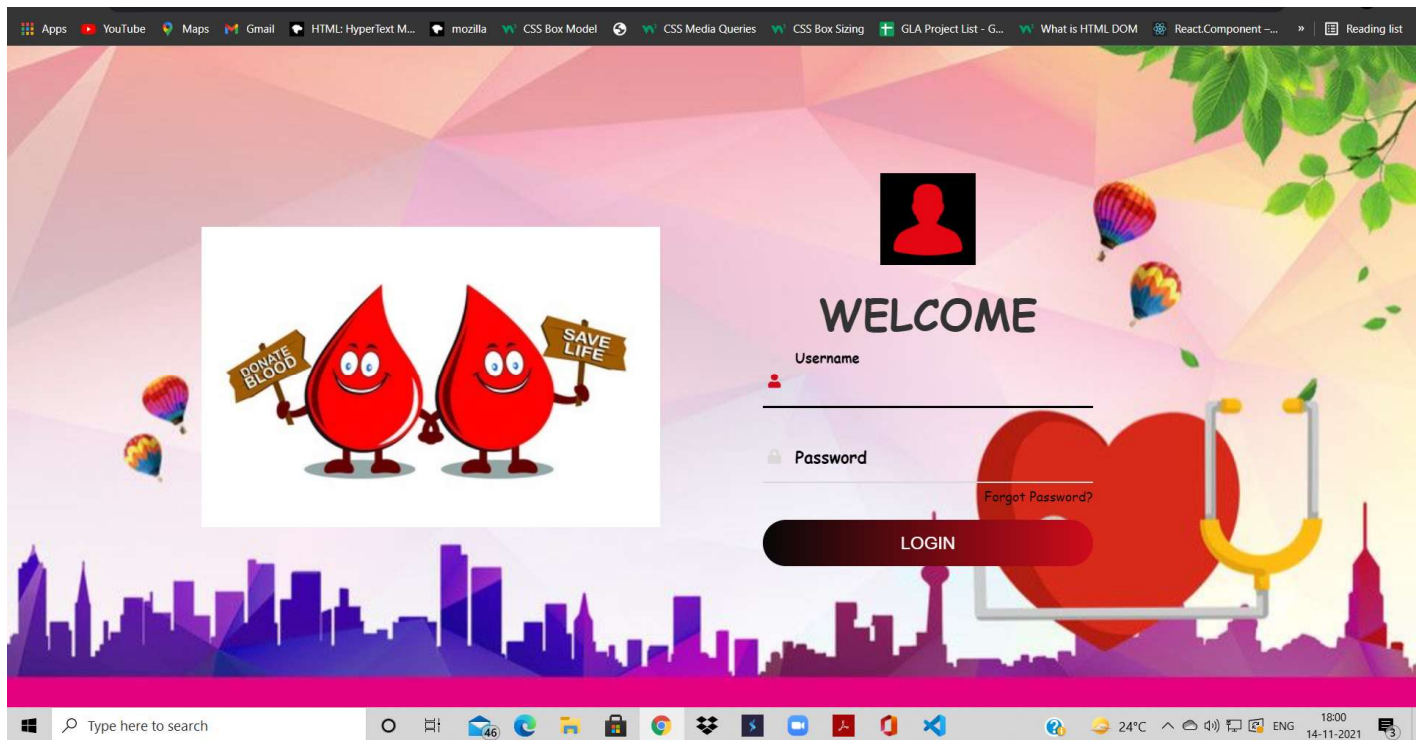 Apps YouTube Maps Gmail HTML: HyperText M... mozilla CSS Box Model CSS Media Queries CSS Box Sizing GLA Project List - G... What is HTML DOM React.Component –... » Reading list
DONATE
BLOOD
SAVE
LIFE
WELCOME
Username
Password
Forgot Password?
LOGIN
Type here to search 46 24°C ENG 18:00
14-11-2021 3